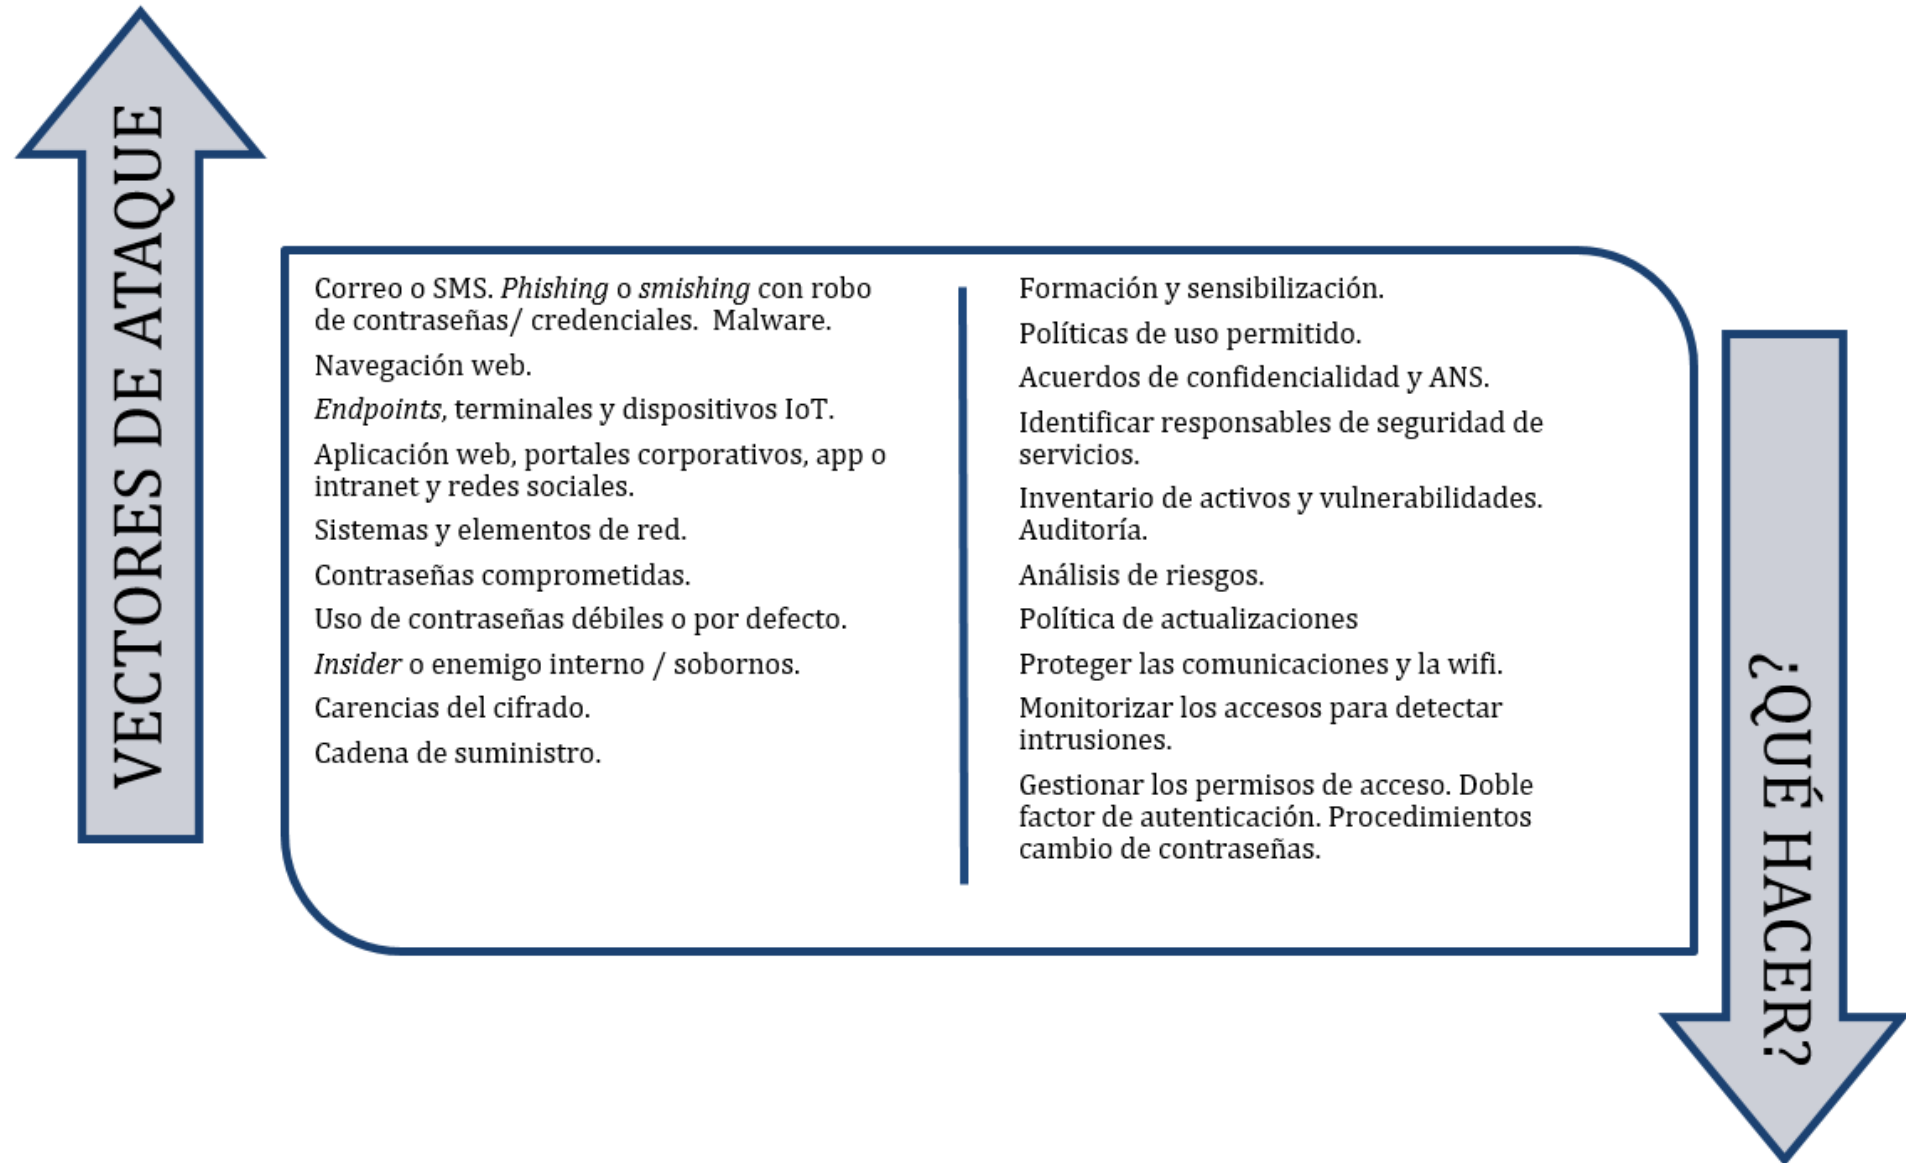 VECTORES DE ATAQUE
Correo o SMS. Phishing o smishing con robo
de contraseñas/ credenciales.  Malware.
Navegación web.
Endpoints, terminales y dispositivos IoT.
Aplicación web, portales corporativos, app o
intranet y redes sociales.
Sistemas y elementos de red.
Contraseñas comprometidas.
Uso de contraseñas débiles o por defecto.
Insider o enemigo interno / sobornos.
Carencias del cifrado.
Cadena de suministro.
Formación y sensibilización.
Políticas de uso permitido.
Acuerdos de confidencialidad y ANS.
Identificar responsables de seguridad de
servicios.
Inventario de activos y vulnerabilidades.
Auditoría.
Análisis de riesgos.
Política de actualizaciones
Proteger las comunicaciones y la wifi.
Monitorizar los accesos para detectar
intrusiones.
Gestionar los permisos de acceso. Doble
factor de autenticación. Procedimientos
cambio de contraseñas.
¿QUÉ HACER?